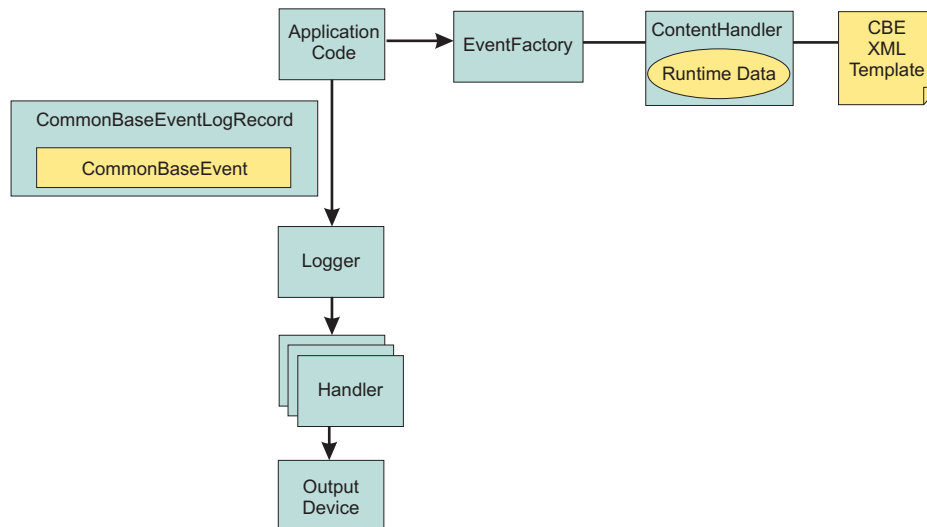 Application
Code
EventFactory
ContentHandler
Runtime Data
CBE
XML
Template
CommonBaseEventLogRecord
CommonBaseEvent
Logger
Handler
Output
Device